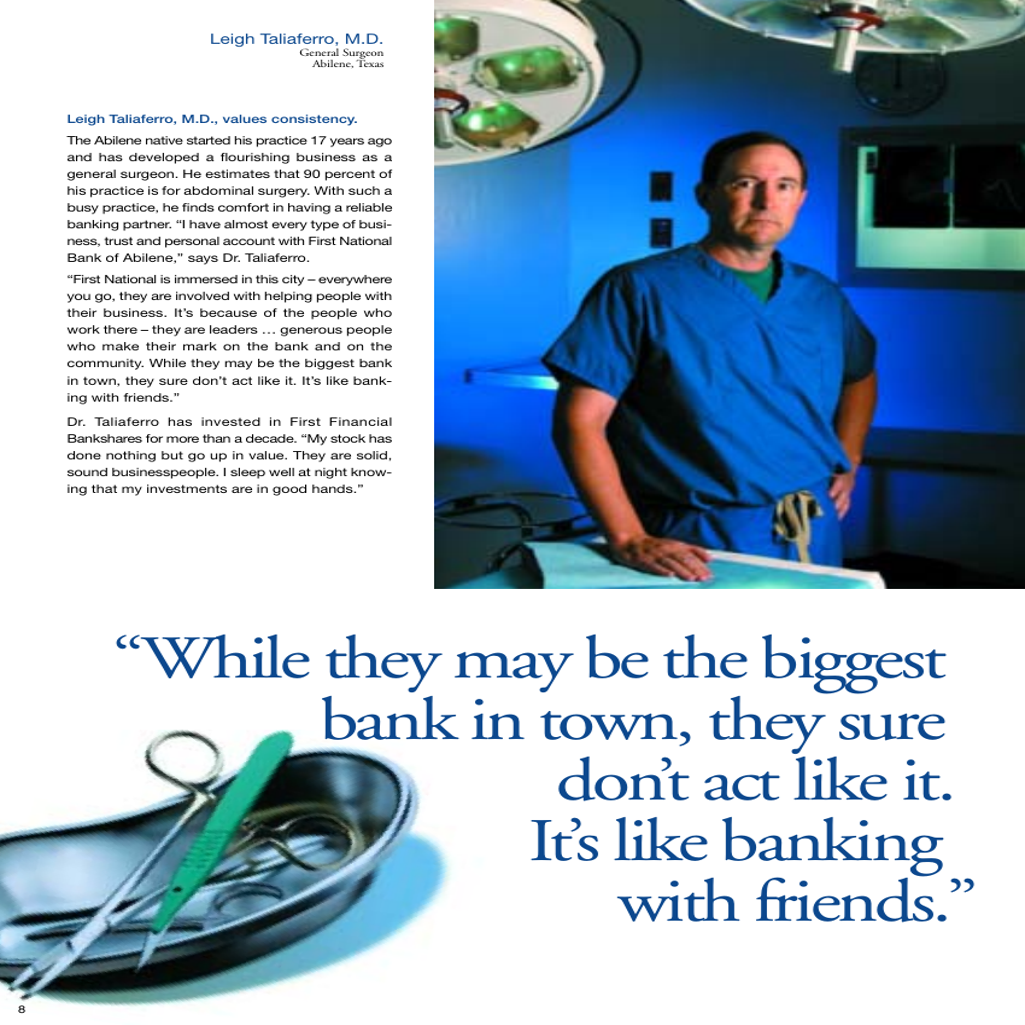 Leigh Taliaferro, M.D.
General Surgeon
Abilene, Texas
Leigh Taliaferro, M.D., values consistency.
The Abilene native started his practice 17 years ago
and has developed a flourishing business as a
general surgeon. He estimates that 90 percent of
his practice is for abdominal surgery. With such a
busy practice, he finds comfort in having a reliable
banking partner. “I have almost every type of busi-
ness, trust and personal account with First National
Bank of Abilene,” says Dr. Taliaferro.
“First National is immersed in this city – everywhere
you go, they are involved with helping people with
their business. It’s because of the people who
work there – they are leaders … generous people
who make their mark on the bank and on the
community. While they may be the biggest bank
in town, they sure don’t act like it. It’s like bank-
ing with friends.”
Dr. Taliaferro has invested in First Financial
Bankshares for more than a decade. “My stock has
done nothing but go up in value. They are solid,
sound businesspeople. I sleep well at night know-
ing that my investments are in good hands.”
“While they may be the biggest
bank in town, they sure
don’t act like it.
It’s like banking
with friends.”
8